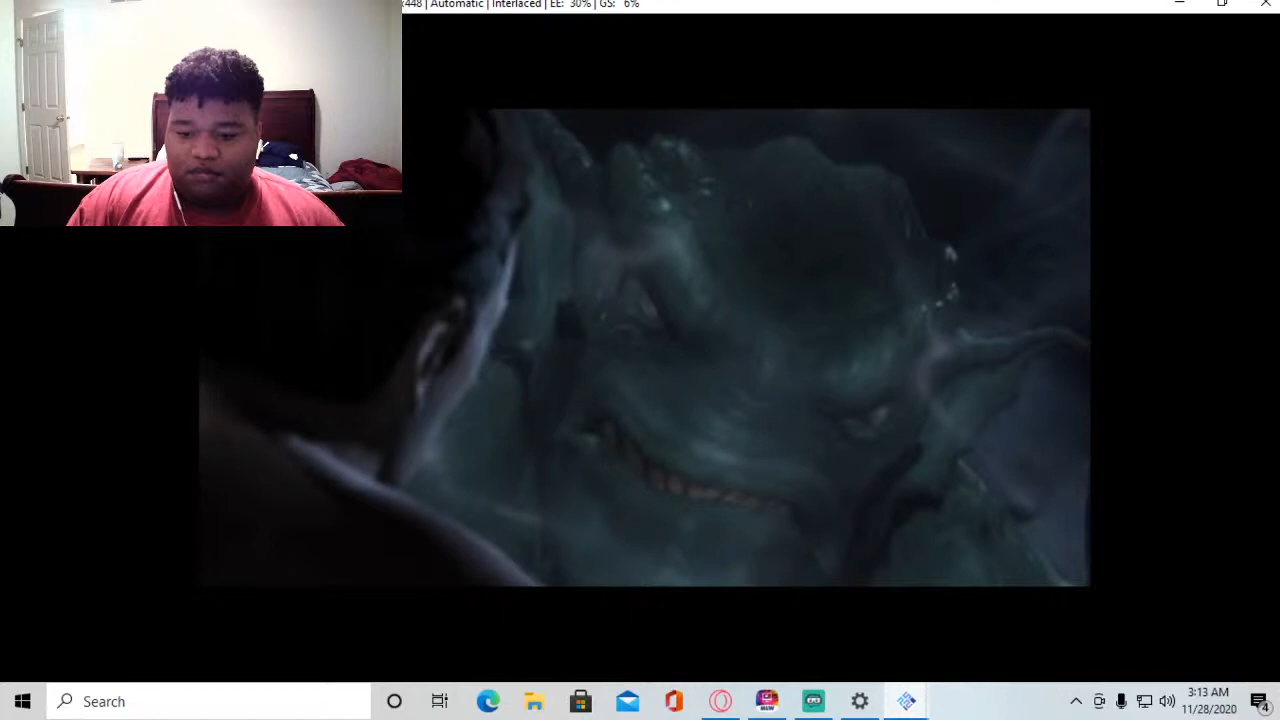 448 | Automatic | Interlaced | EE: 30% | GS: 6%
Search
3:13 AM
11/28/2020
4